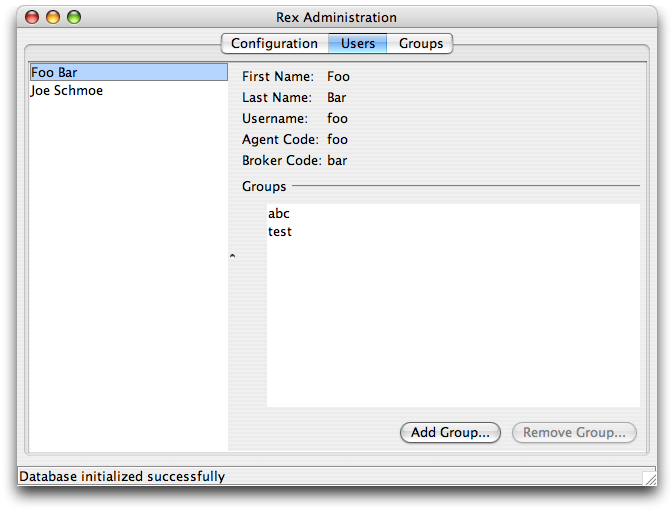 Rex Administration
Configuration Users Groups
Foo Bar
Joe Schmoe
First Name: Foo
Last Name: Bar
Username: foo
Agent Code: foo
Broker Code: bar
Groups
abc
test
Add Group... Remove Group...
Database initialized successfully